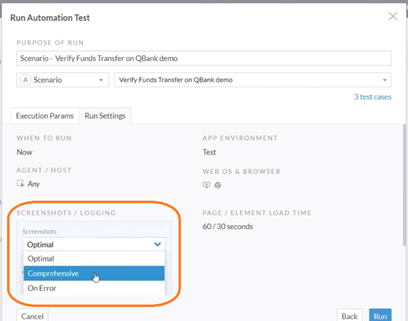 Run Automation Test
PURPOSE OF RUN
Scenario - Verify Funds Transfer on QBank demo
A Scenario
Verify Funds Transfer on QBank demo
3 test cases
Execution Params
Run Settings
WHEN TO RUN
Now
APP ENVIRONMENT
Test
AGENT / HOST
Any
WEB OS & BROWSER
SCREENSHOTS / LOGGING
Screenshots
Optimal
Optimal
Comprehensive
On Error
PAGE / ELEMENT LOAD TIME
60 / 30 seconds
Cancel
Back
Run